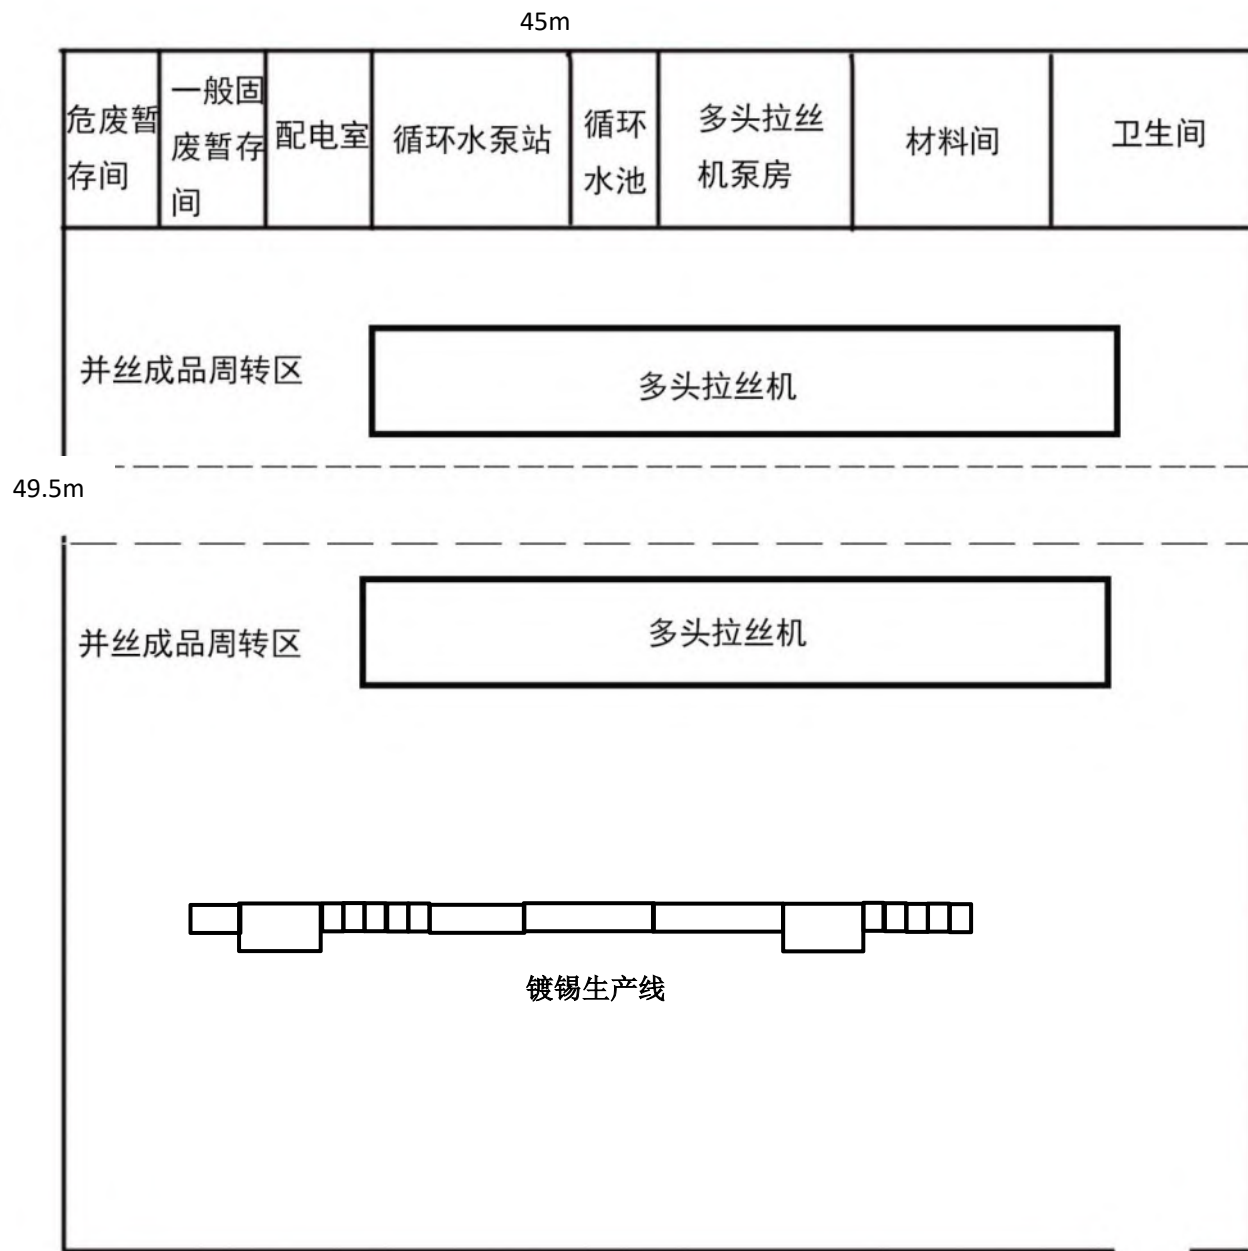 45m
危废暂
存间
一般固
废暂存
间
配电室
循环水泵站
循环
水池
多头拉丝
机泵房
材料间
卫生间
并丝成品周转区
多头拉丝机
49.5m
并丝成品周转区
多头拉丝机
镀锡生产线